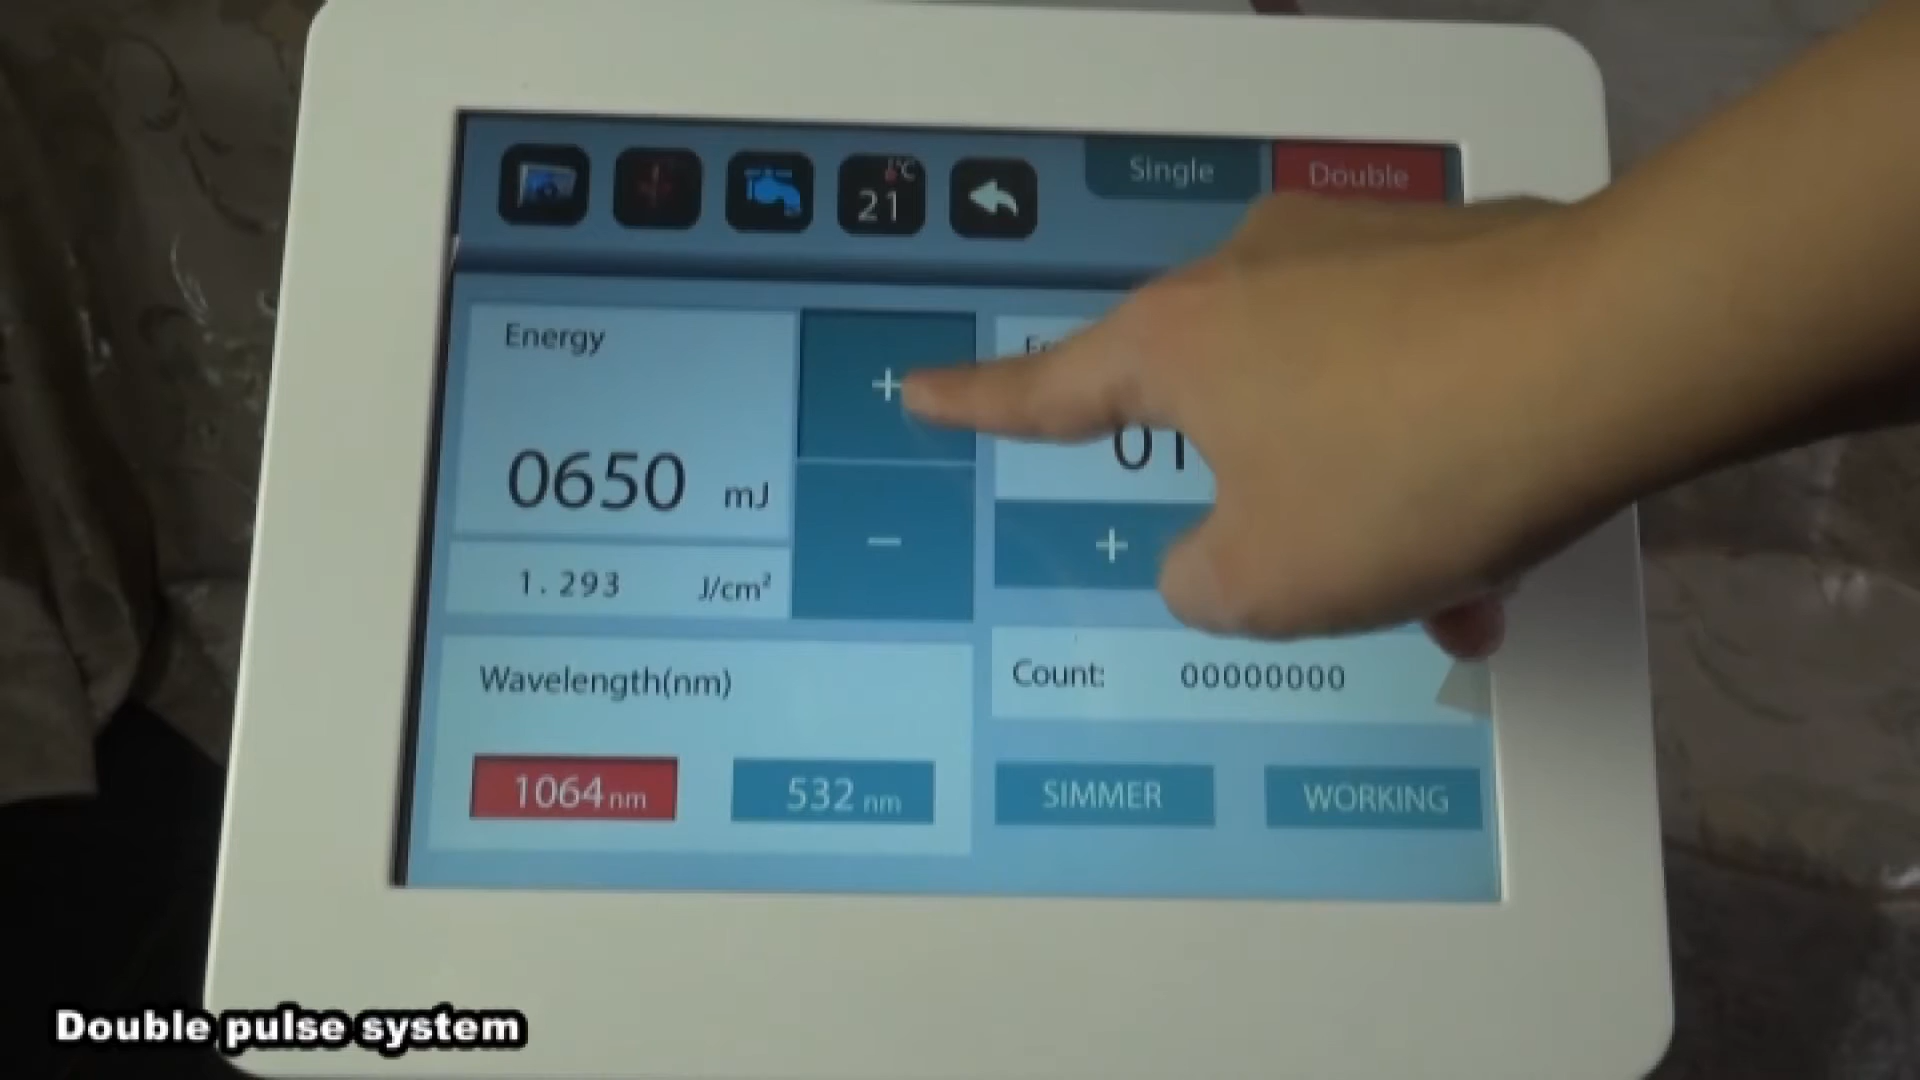 Single
Double
°C
21
Energy
+
0650 mJ
−
1.293 J/cm²
01
+
Wavelength(nm)
Count: 00000000
1064 nm
532 nm
SIMMER
WORKING
Double pulse system